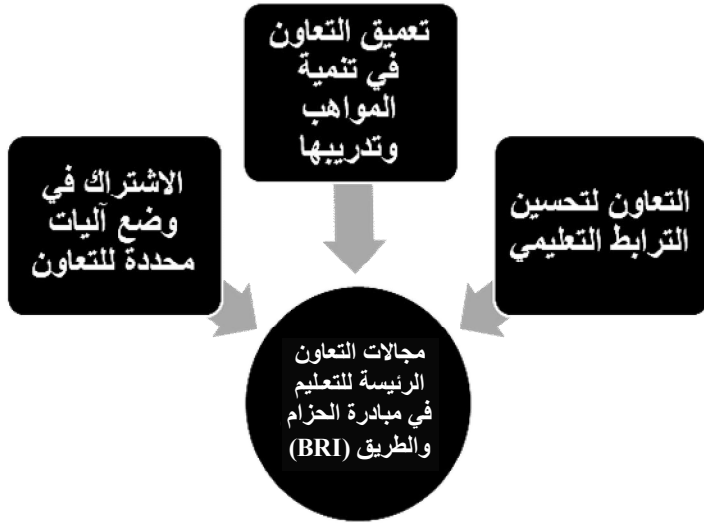 تعميق التعاون
في تنمية
المواهب
وتدريبها
التعاون لتحسين
الترابط التعليمي
الاشتراك في
وضع آليات
محددة للتعاون
مجالات التعاون
الرئيسة للتعليم
في مبادرة الحزام
والطريق (BRI)